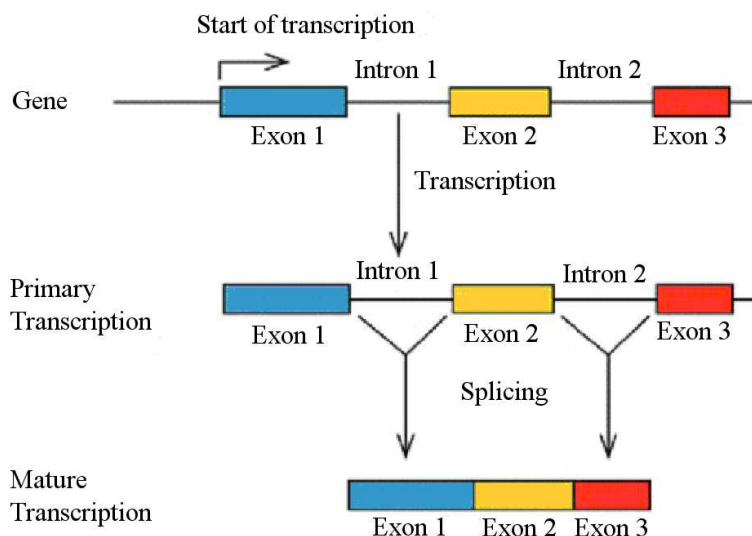 Start of transcription
Intron 1
Intron 2
Gene
Exon 1
Exon 2
Exon 3
Transcription
Intron 1
Intron 2
Primary
Transcription
Exon 1
Exon 2
Exon 3
Splicing
Mature
Transcription
Exon 1
Exon 2
Exon 3